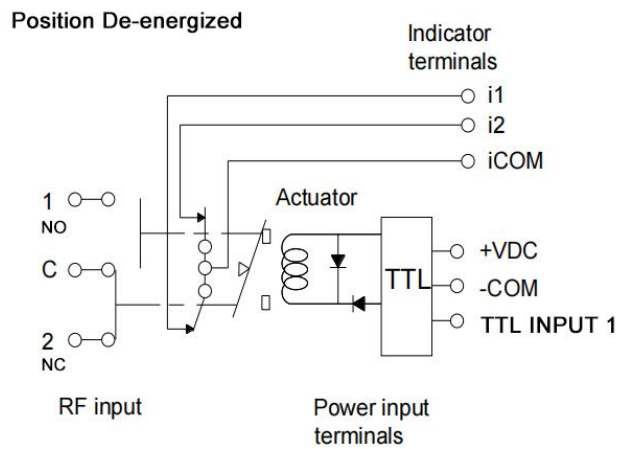 Position De-energized
Indicator
terminals
i1
i2
iCOM
Actuator
1
NO
C
2
NC
TTL
+VDC
-COM
TTL INPUT 1
RF input
Power input
terminals